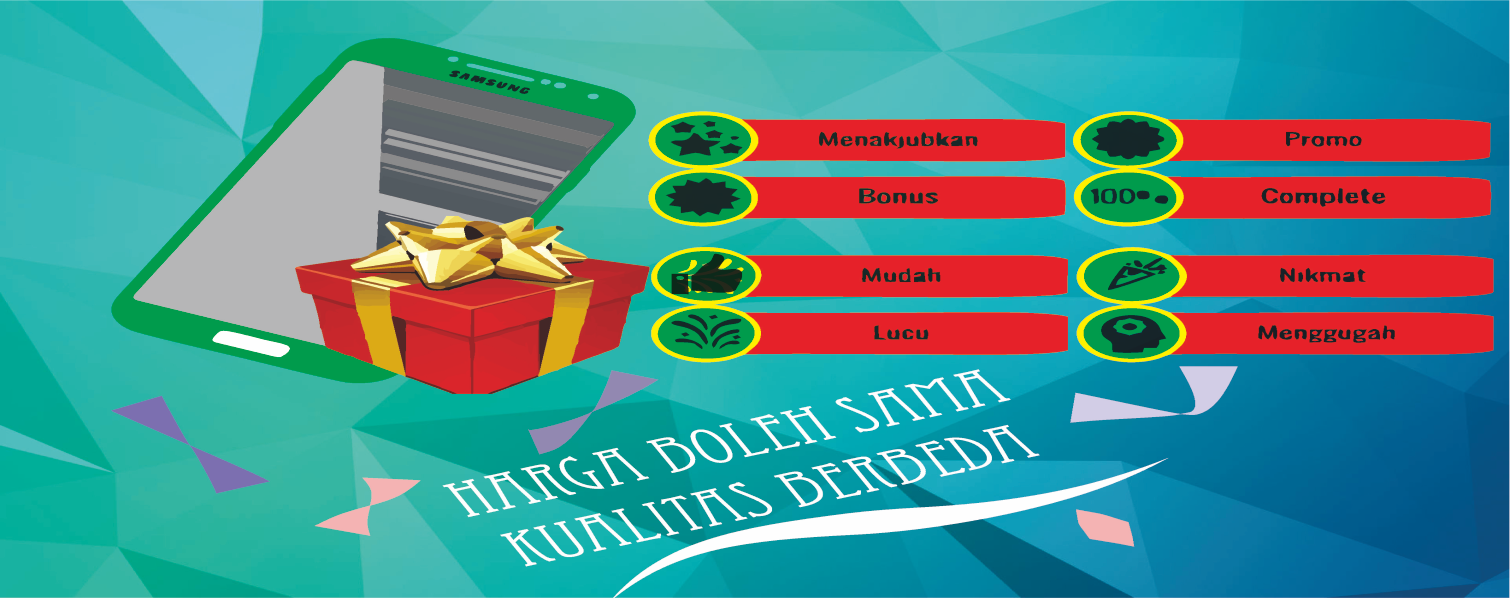 SAMSUNG
Menakjubkan
Promo
Bonus
100%
Complete
Mudah
Nikmat
Lucu
Menggugah
HARGA BOLEH SAMA
KUALITAS BERBEDA